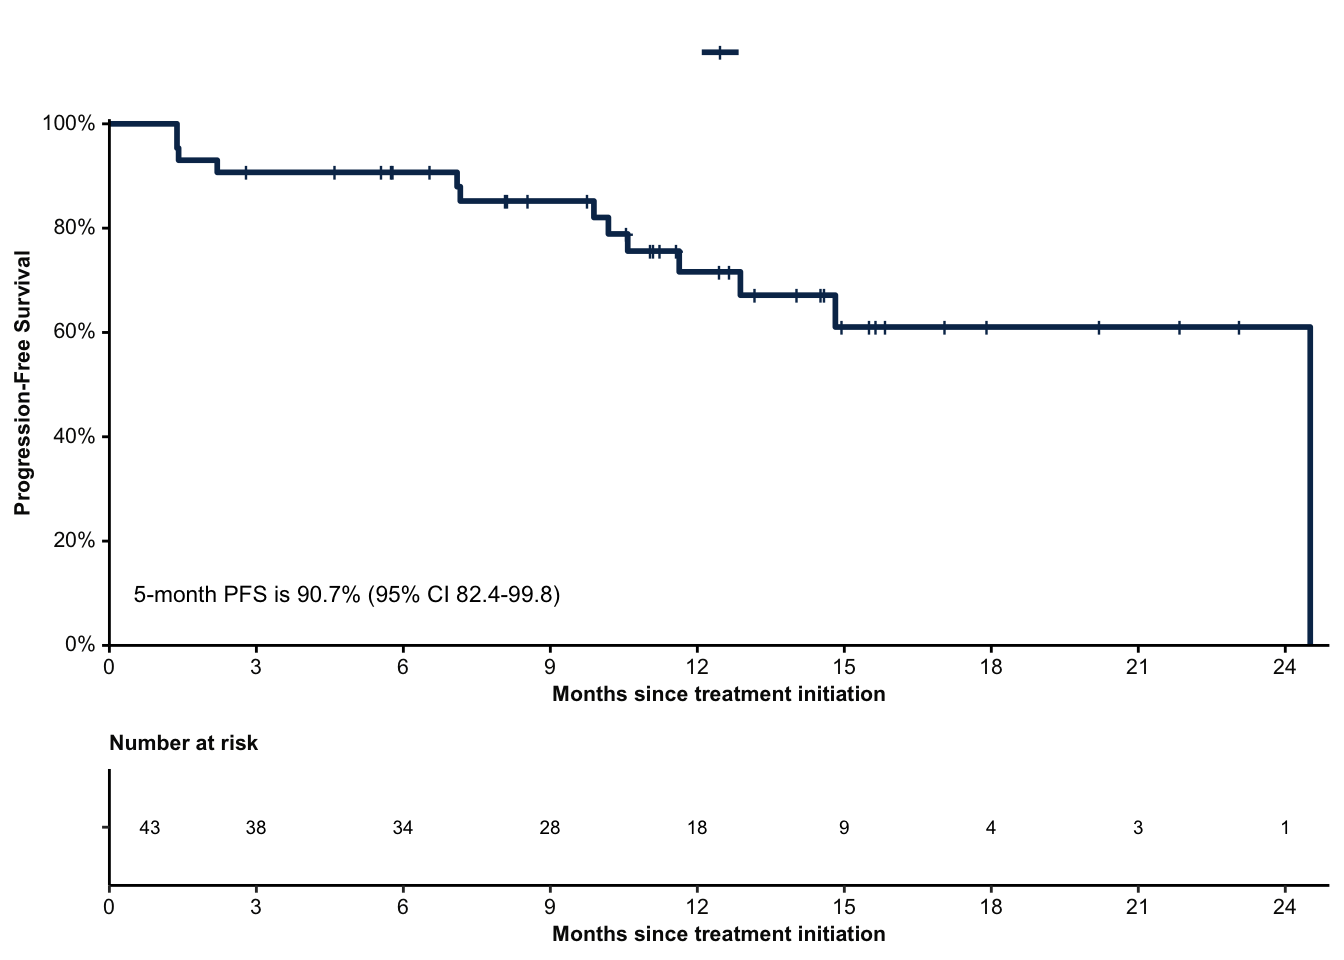 100%
80%
60%
40%
20%
0%
Progression-Free Survival
5-month PFS is 90.7% (95% CI 82.4-99.8)
0 3 6 9 12 15 18 21 24
Months since treatment initiation
Number at risk
43 38 34 28 18 9 4 3 1
0 3 6 9 12 15 18 21 24
Months since treatment initiation